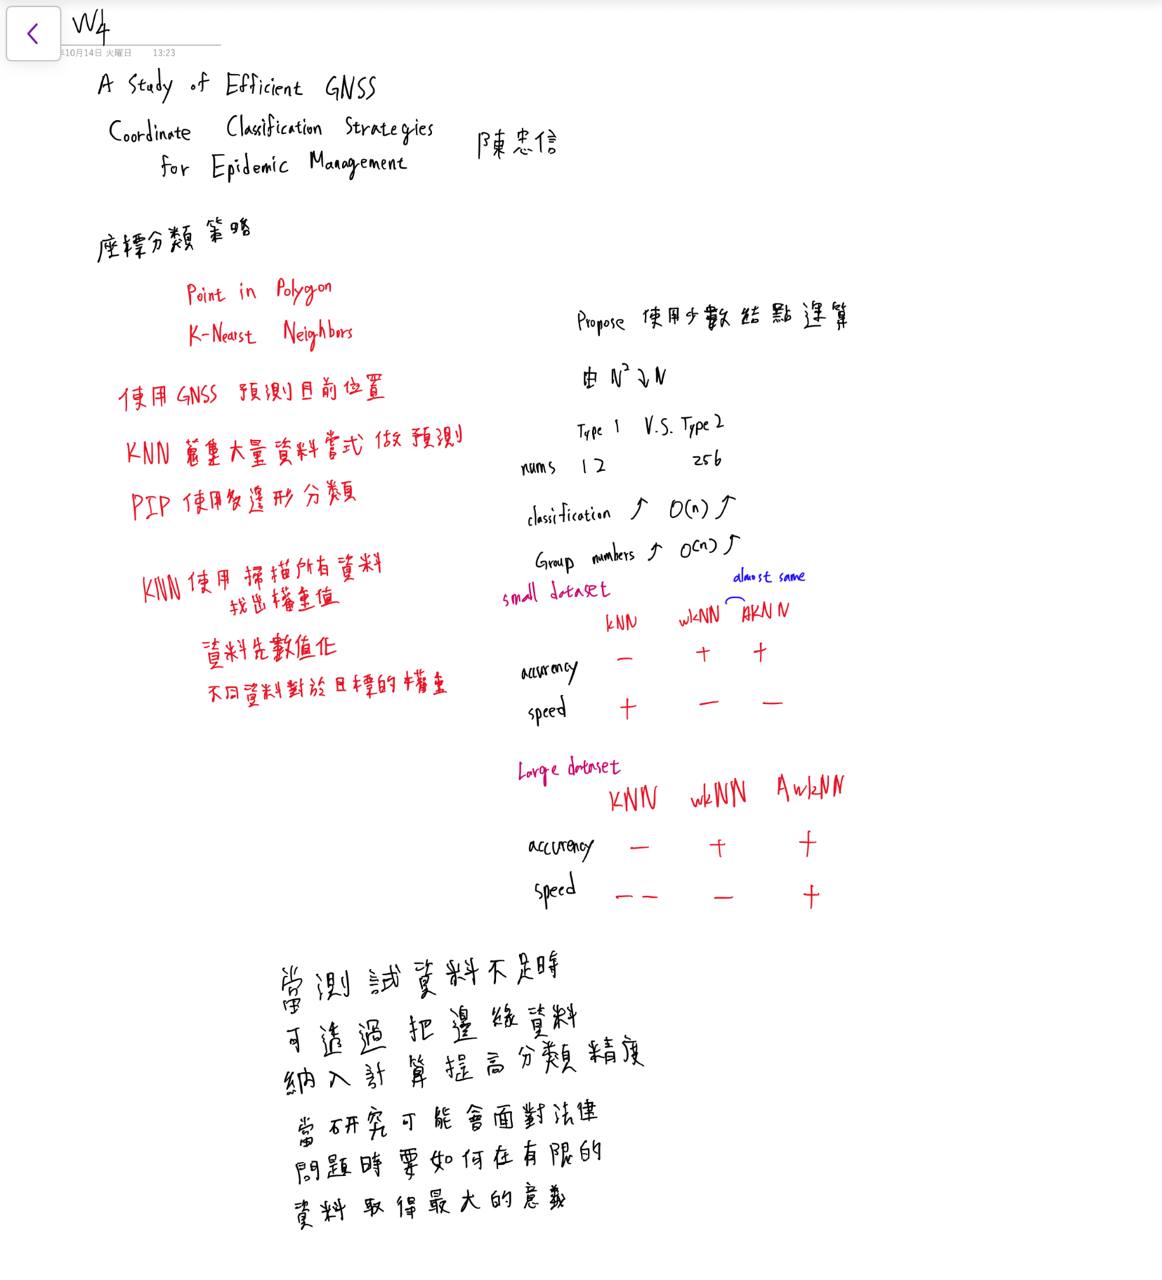 W4
年10月14日 火曜日 13:23
A Study of Efficient GNSS
Coordinate Classification Strategies
for Epidemic Management
陳忠信
座標分類策略
Point in Polygon
K-Nearst Neighbors
使用GNSS 預測目前位置
KNN 蒐集大量資料嘗試做預測
PIP 使用多邊形分類
KNN 使用掃描所有資料
找出權重值
資料先數值化
不同資料對於目標的權重
Propose 使用少數結點運算
由 N² ↘ N
Type 1 V.S. Type 2
nums 12 256
classification ↑ O(n) ↑
Group numbers ↑ O(n) ↑
small dataset
almost same
KNN wkNN AKNN
accurency − + +
speed + − −
Large dataset
KNN wkNN AwkNN
accurency − + +
speed −− − +
當測試資料不足時
可透過把邊緣資料
納入計算提高分類精度
當研究可能會面對法律
問題時要如何在有限的
資料取得最大的意義